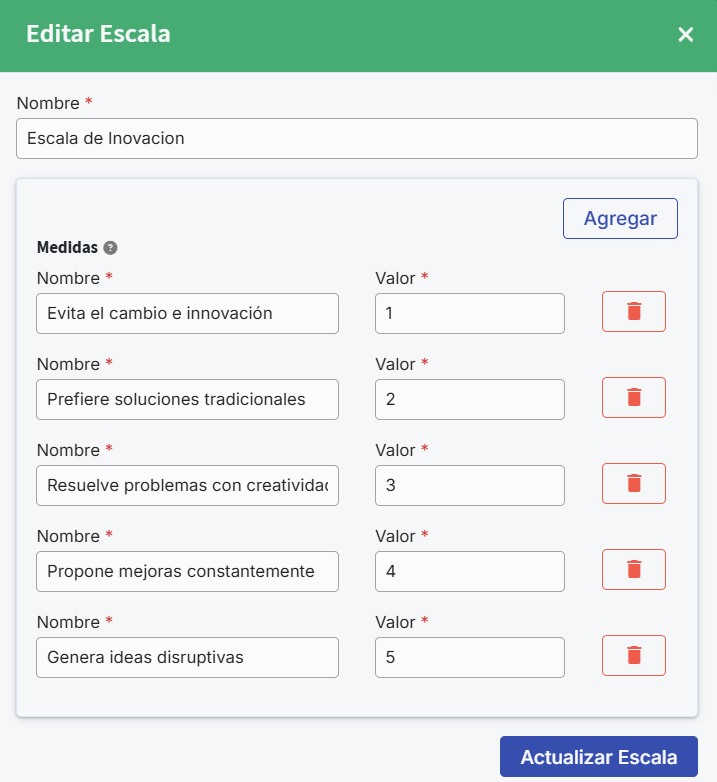 Editar Escala
Nombre *
Escala de Inovacion
Agregar
Medidas ?
Nombre * Valor *
Evita el cambio e innovación 1
Nombre * Valor *
Prefiere soluciones tradicionales 2
Nombre * Valor *
Resuelve problemas con creativida 3
Nombre * Valor *
Propone mejoras constantemente 4
Nombre * Valor *
Genera ideas disruptivas 5
Actualizar Escala